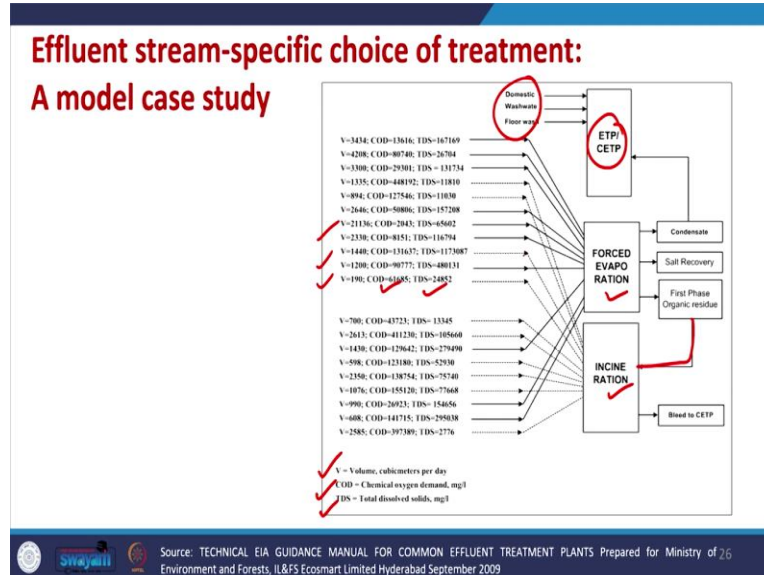 Effluent stream-specific choice of treatment:
A model case study
Domestic
Washwate
Floor wash
ETP/
CETP
V=3434; COD=13616; TDS=167169
V=4208; COD=80740; TDS=26704
V=3300; COD=29301; TDS = 131734
V=1335; COD=448192; TDS=11810
V=894; COD=127546; TDS=11030
V=2646; COD=50806; TDS=157208
V=21136; COD=2043; TDS=65602
V=2330; COD=8151; TDS=116794
V=1440; COD=131637; TDS=1173087
V=1200; COD=90777; TDS=480131
V=190; COD=61685; TDS=24852
FORCED
EVAPO
RATION
Condensate
Salt Recovery
First Phase
Organic residue
V=700; COD=43723; TDS= 13345
V=2613; COD=411230; TDS=105660
V=1430; COD=129642; TDS=279490
V=598; COD=123180; TDS=52930
V=2350; COD=138754; TDS=75740
V=1076; COD=155120; TDS=77668
V=990; COD=26923; TDS= 154656
V=608; COD=141715; TDS=295038
V=2585; COD=397389; TDS=2776
INCINE
RATION
Bleed to CETP
V = Volume, cubicmeters per day
COD = Chemical oxygen demand, mg/l
TDS = Total dissolved solids, mg/l
swayam
Source: TECHNICAL EIA GUIDANCE MANUAL FOR COMMON EFFLUENT TREATMENT PLANTS Prepared for Ministry of
Environment and Forests, IL&FS Ecosmart Limited Hyderabad September 2009
26